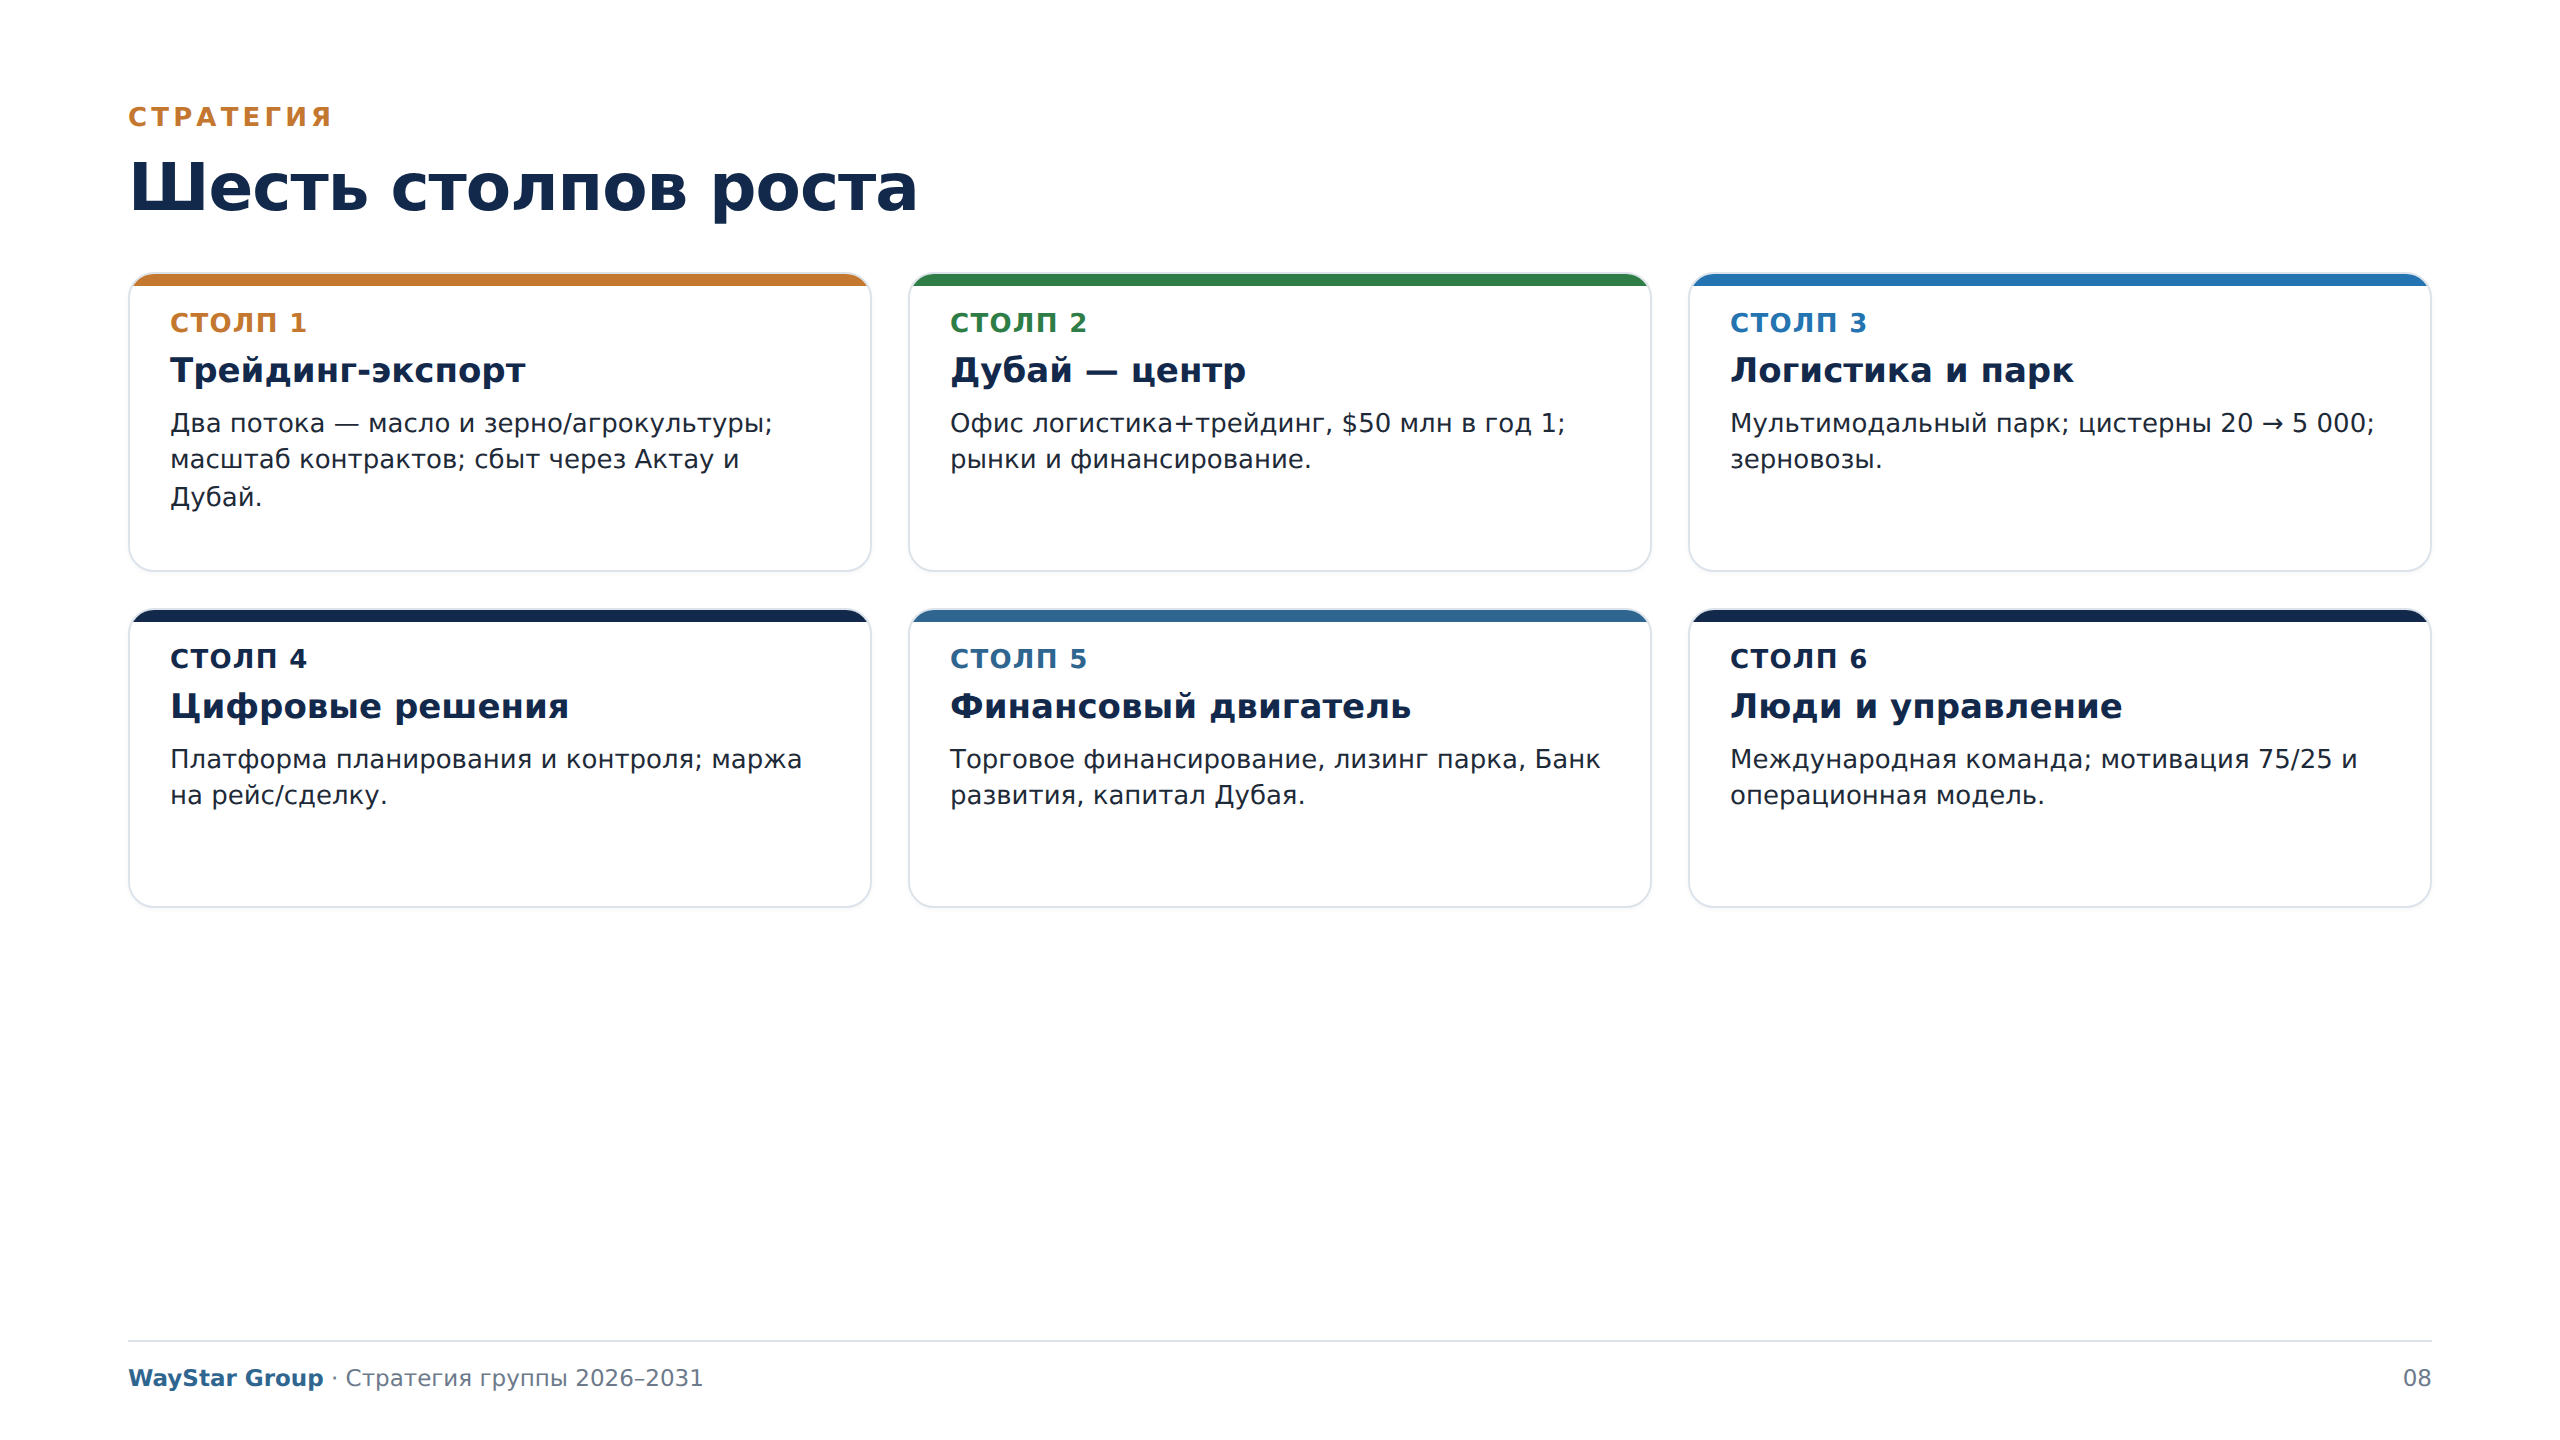 СТРАТЕГИЯ
Шесть столпов роста
СТОЛП 1
Трейдинг-экспорт
Два потока — масло и зерно/агрокультуры;
масштаб контрактов; сбыт через Актау и
Дубай.
СТОЛП 2
Дубай — центр
Офис логистика+трейдинг, $50 млн в год 1;
рынки и финансирование.
СТОЛП 3
Логистика и парк
Мультимодальный парк; цистерны 20 → 5 000;
зерновозы.
СТОЛП 4
Цифровые решения
Платформа планирования и контроля; маржа
на рейс/сделку.
СТОЛП 5
Финансовый двигатель
Торговое финансирование, лизинг парка, Банк
развития, капитал Дубая.
СТОЛП 6
Люди и управление
Международная команда; мотивация 75/25 и
операционная модель.
WayStar Group · Стратегия группы 2026–2031
08